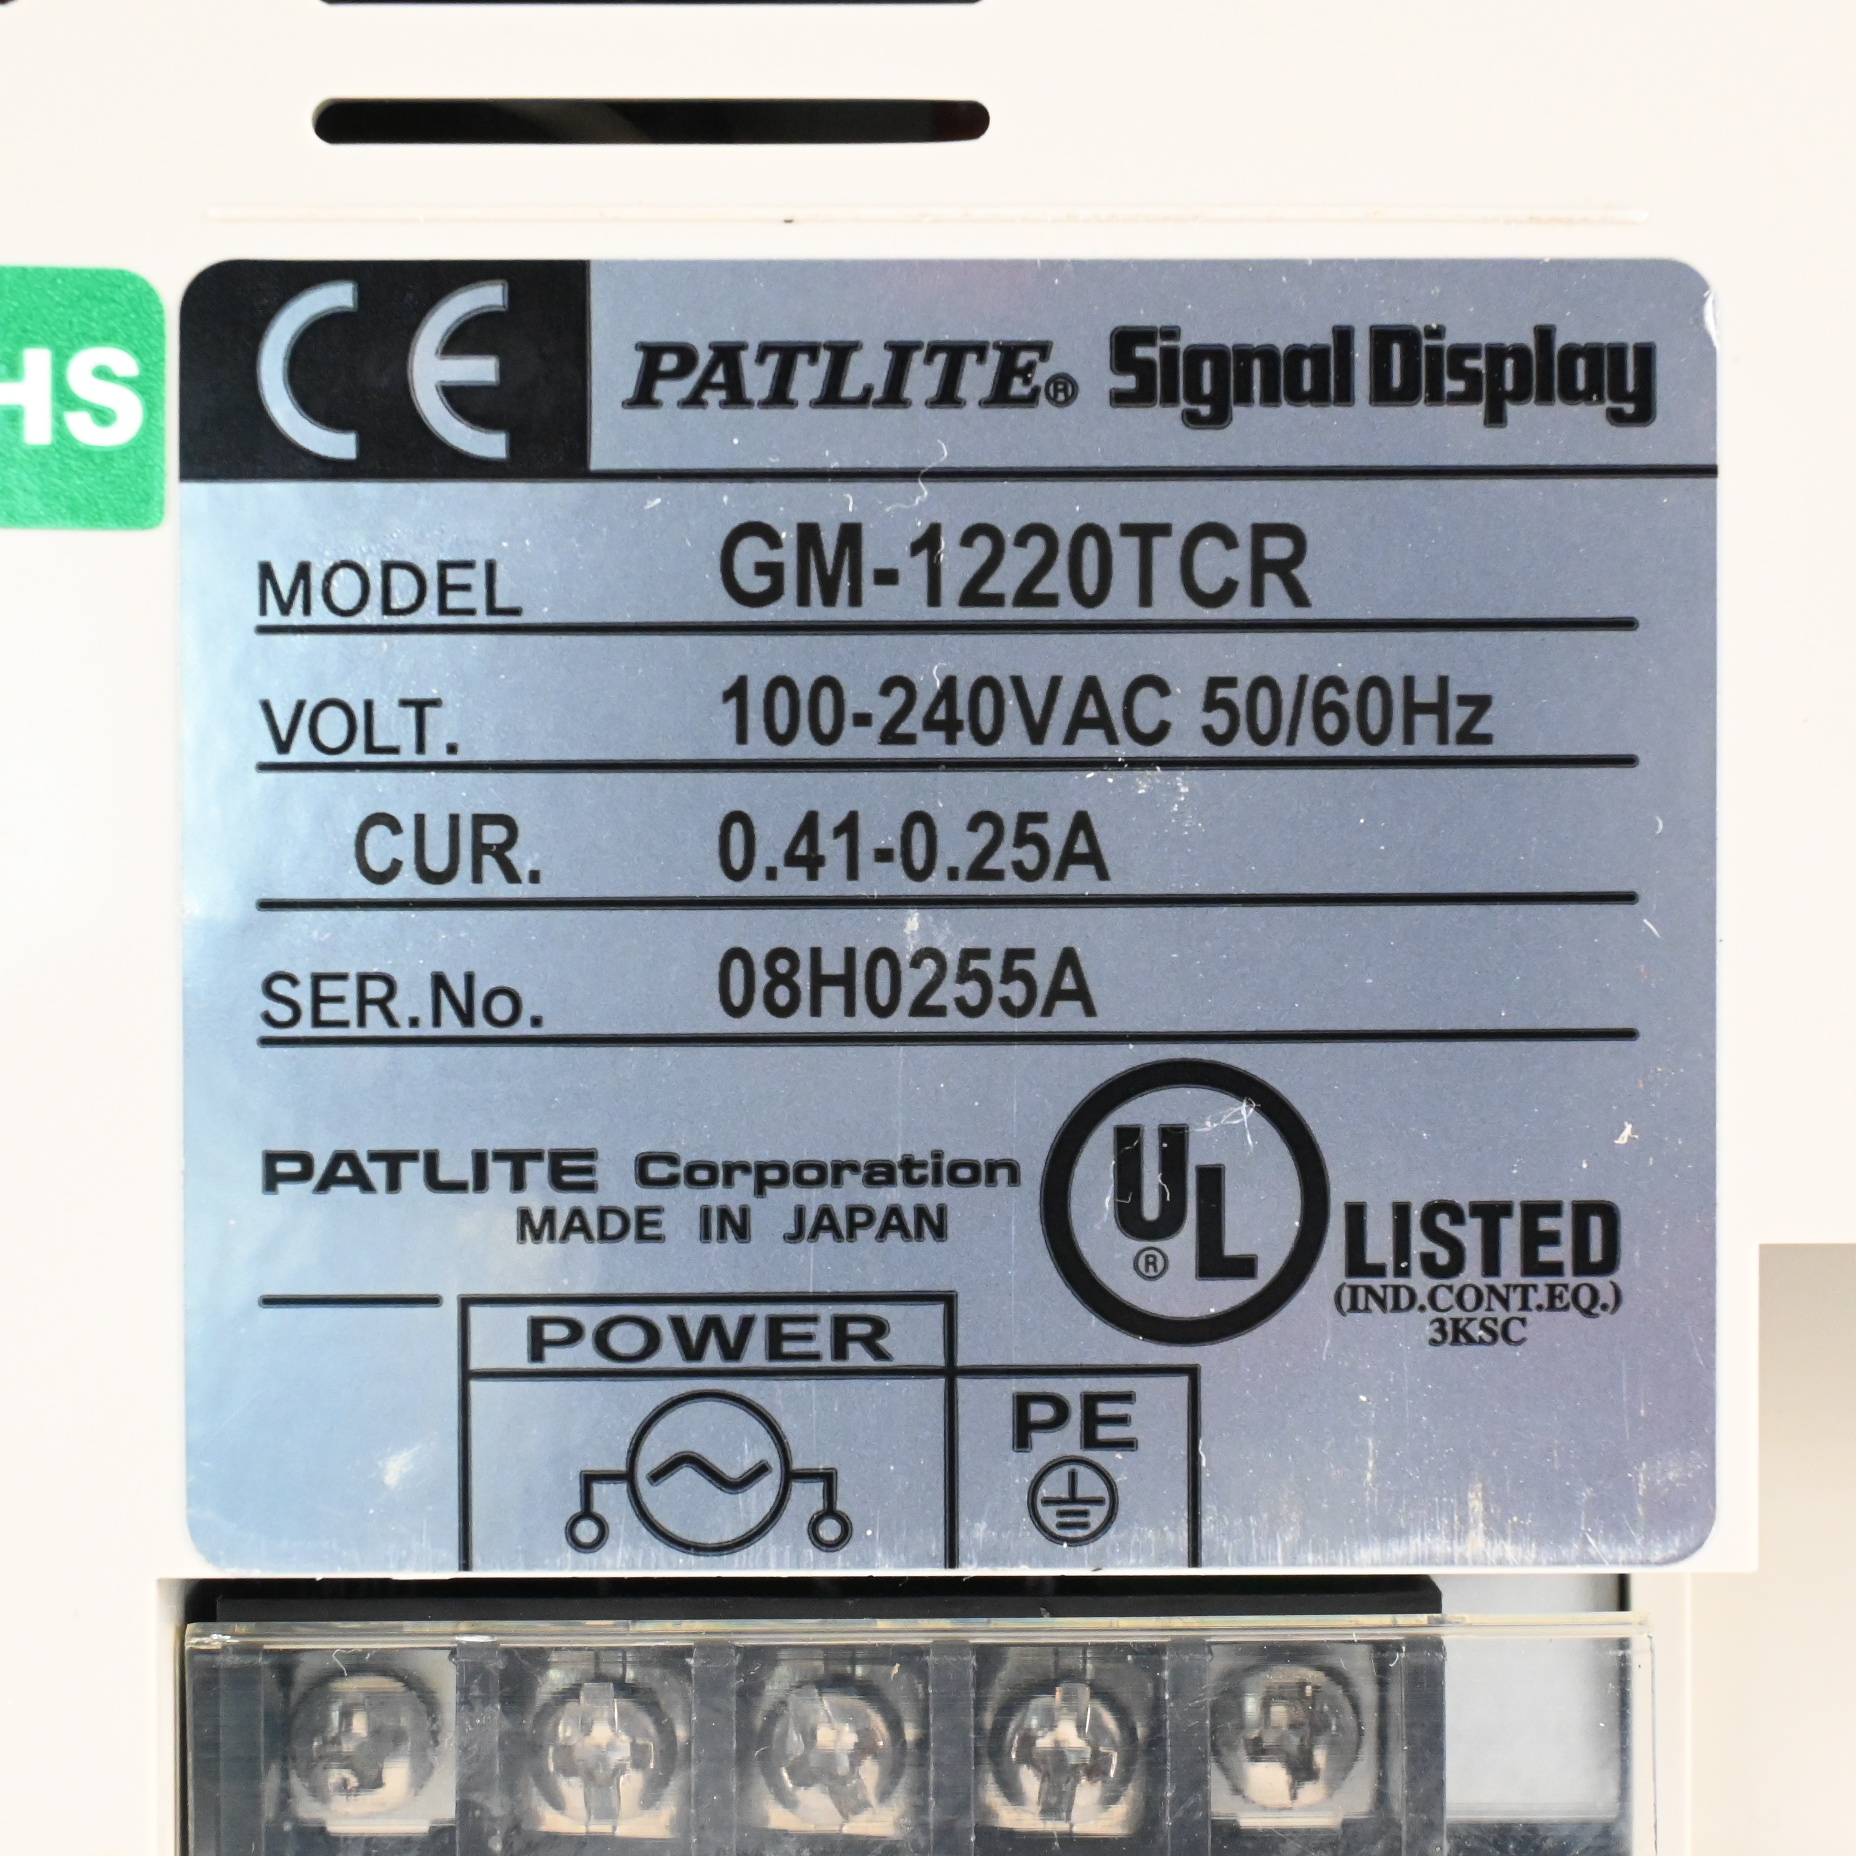 HS
CE PATLITE® Signal Display
MODEL GM-1220TCR
VOLT. 100-240VAC 50/60Hz
CUR. 0.41-0.25A
SER.No. 08H0255A
PATLITE Corporation
MADE IN JAPAN
UL® LISTED
(IND.CONT.EQ.)
3KSC
POWER
PE